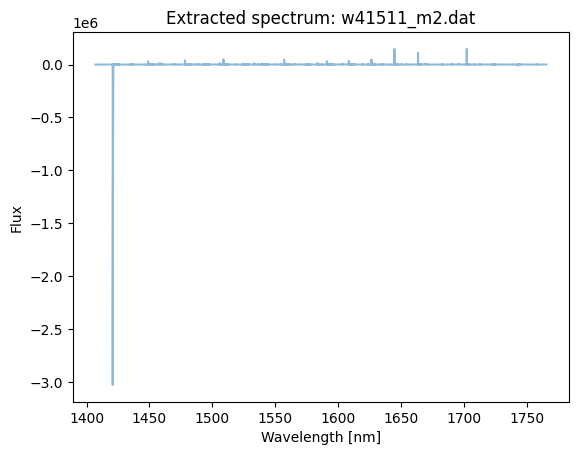 Extracted spectrum: w41511_m2.dat
1e6
0.0
−0.5
−1.0
−1.5
−2.0
−2.5
−3.0
Flux
1400 1450 1500 1550 1600 1650 1700 1750
Wavelength [nm]